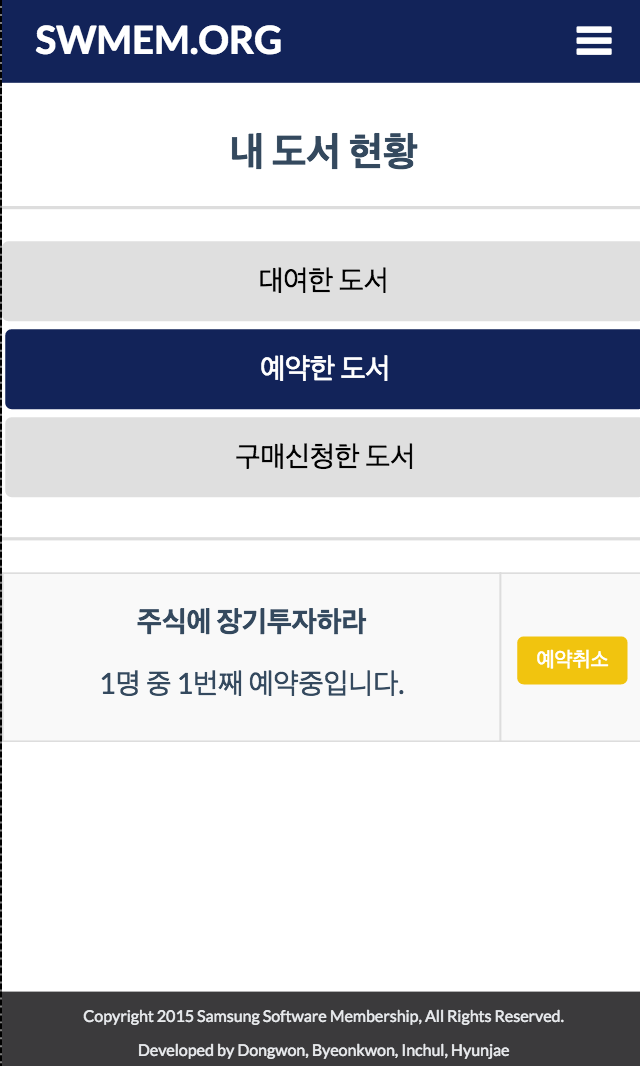 SWMEM.ORG
내 도서 현황
대여한 도서
예약한 도서
구매신청한 도서
주식에 장기투자하라
1명 중 1번째 예약중입니다.
예약취소
Copyright 2015 Samsung Software Membership, All Rights Reserved.
Developed by Dongwon, Byeonkwon, Inchul, Hyunjae